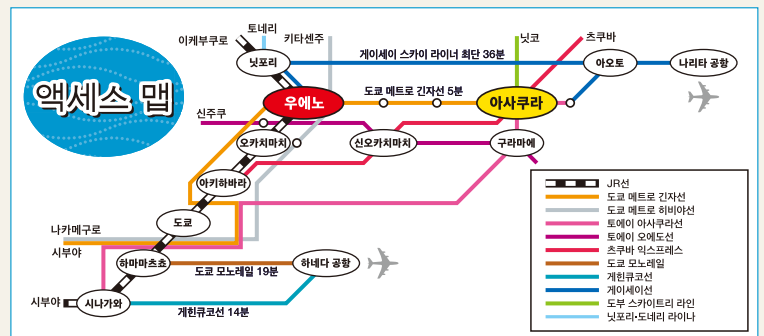 액세스 맵
이케부쿠로
토네리
키타센주
닛포리
게이세이 스카이 라이너 최단 36분
닛코
츠쿠바
아오토
나리타 공항
우에노
도쿄 메트로 긴자선 5분
아사쿠라
신주쿠
오카치마치
신오카치마치
구라마에
아키하바라
도쿄
나카메구로
시부야
하마마츠쵸
도쿄 모노레일 19분
하네다 공항
시부야
시나가와
게힌큐코선 14분
JR선
도쿄 메트로 긴자선
도쿄 메트로 히비야선
토에이 아사쿠라선
토에이 오에도선
츠쿠바 익스프레스
도쿄 모노레일
게힌큐코선
게이세이선
도부 스카이트리 라인
닛포리•도네리 라이나